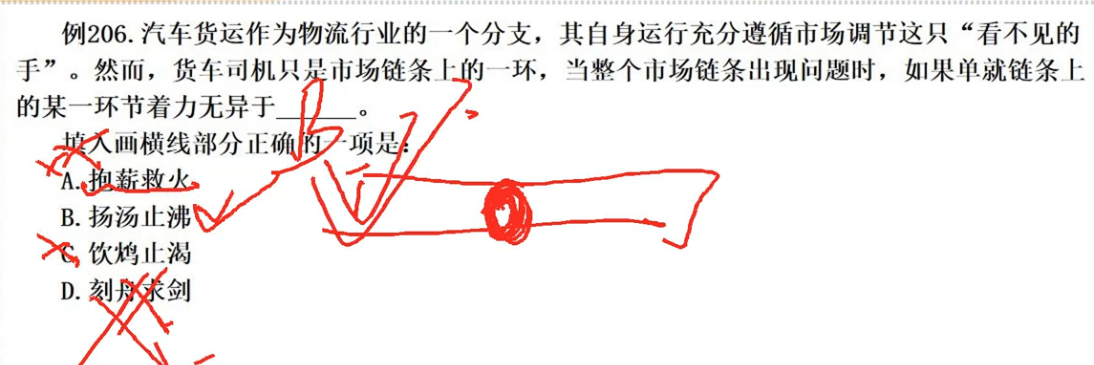 例206.汽车货运作为物流行业的一个分支，其自身运行充分遵循市场调节这只“看不见的
手”。然而，货车司机只是市场链条上的一环，当整个市场链条出现问题时，如果单就链条上
的某一环节着力无异于______。
填入画横线部分正确的一项是：
A.抱薪救火
B.扬汤止沸
C.饮鸩止渴
D.刻舟求剑
B